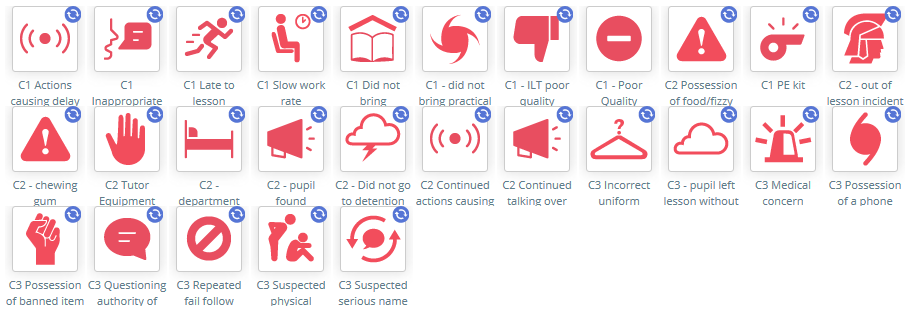 C1 Actions
causing delay
C1
Inappropriate
C1 Late to
lesson
C1 Slow work
rate
C1 Did not
bring
C1 - did not
bring practical
C1 - ILT poor
quality
C1 - Poor
Quality
C2 Possession
of food/fizzy
C1 PE kit
C2 - out of
lesson incident
C2 - chewing
gum
C2 Tutor
Equipment
C2 -
department
C2 - pupil
found
C2 - Did not go
to detention
C2 Continued
actions causing
C2 Continued
talking over
C3 Incorrect
uniform
C3 - pupil left
lesson without
C3 Medical
concern
C3 Possession
of a phone
C3 Possession
of banned item
C3 Questioning
authority of
C3 Repeated
fail follow
C3 Suspected
physical
C3 Suspected
serious name